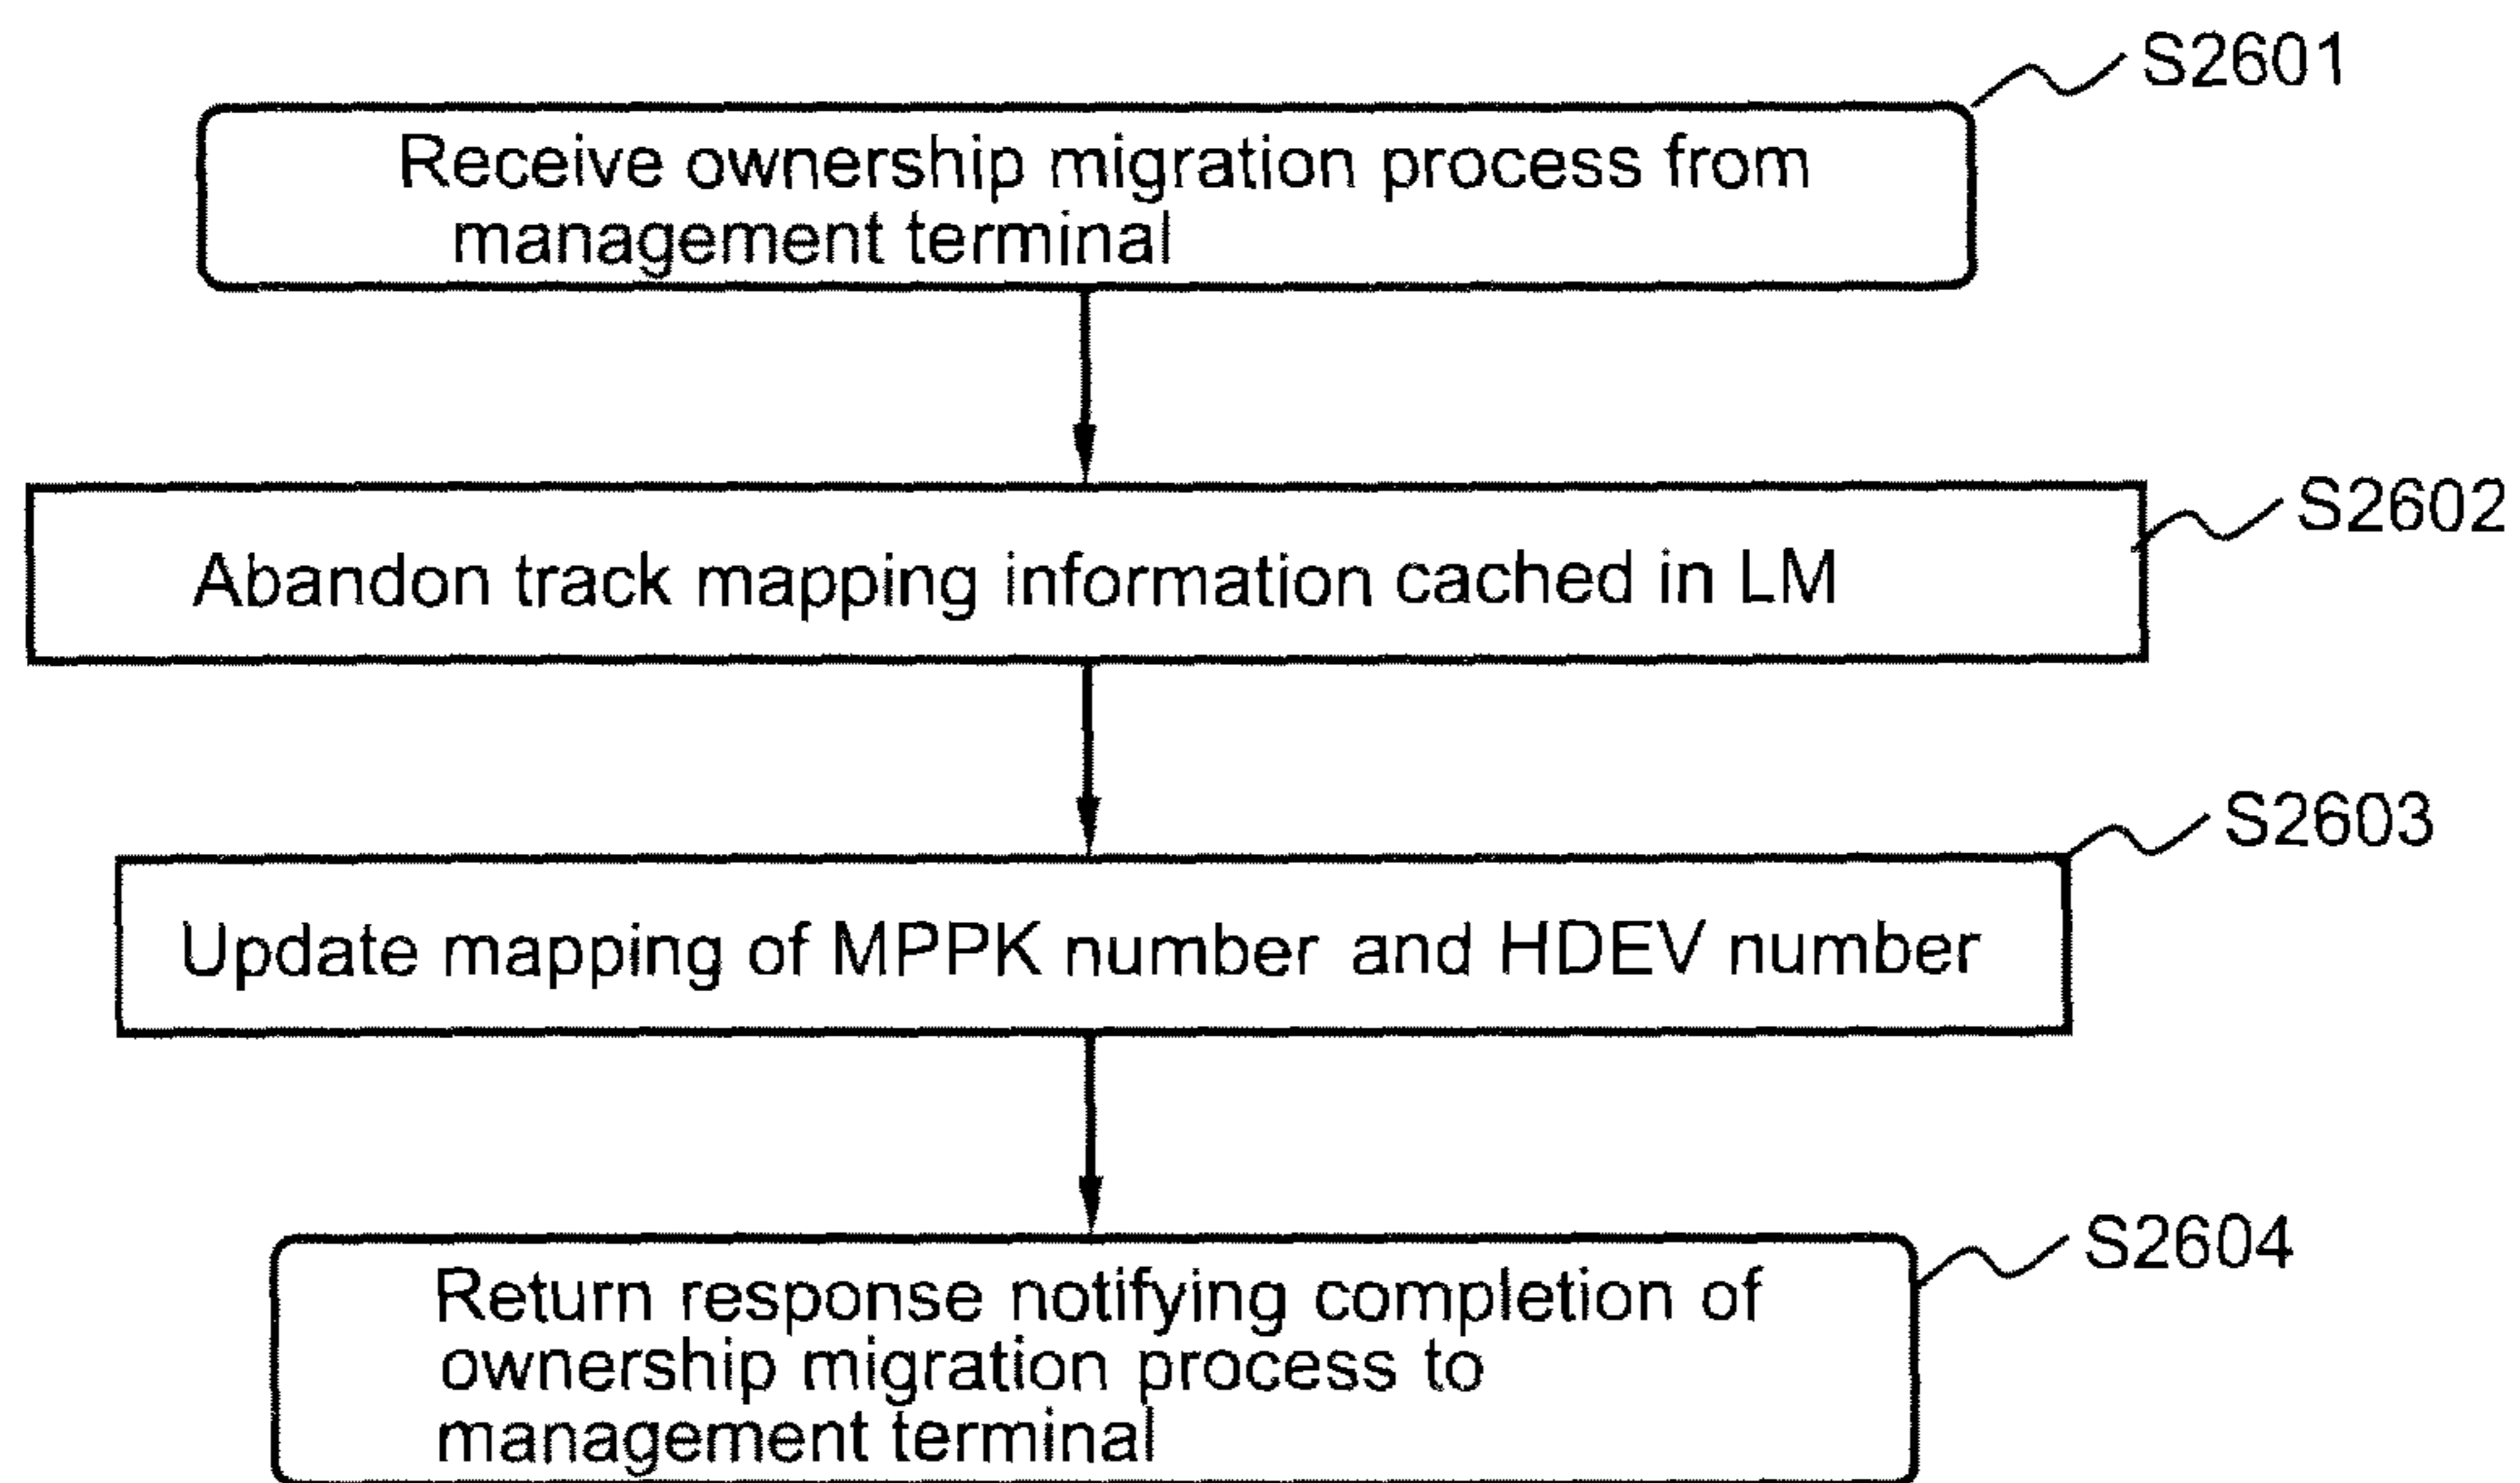 S2601
Receive ownership migration process from
management terminal
S2602
Abandon track mapping information cached in LM
S2603
Update mapping of MPPK number and HDEV number
S2604
Return response notifying completion of
ownership migration process to
management terminal